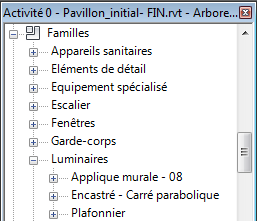 Activité 0 - Pavillon_initial- FIN.rvt - Arbore...
Familles
Appareils sanitaires
Eléments de détail
Equipement spécialisé
Escalier
Fenêtres
Garde-corps
Luminaires
Applique murale - 08
Encastré - Carré parabolique
Plafonnier